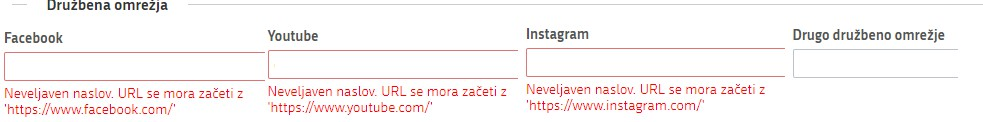 Družbena omrežja
Facebook
Neveljaven naslov. URL se mora začeti z
'https://www.facebook.com/'
Youtube
Neveljaven naslov. URL se mora začeti z
'https://www.youtube.com/'
Instagram
Neveljaven naslov. URL se mora začeti z
'https://www.instagram.com/'
Drugo družbeno omrežje